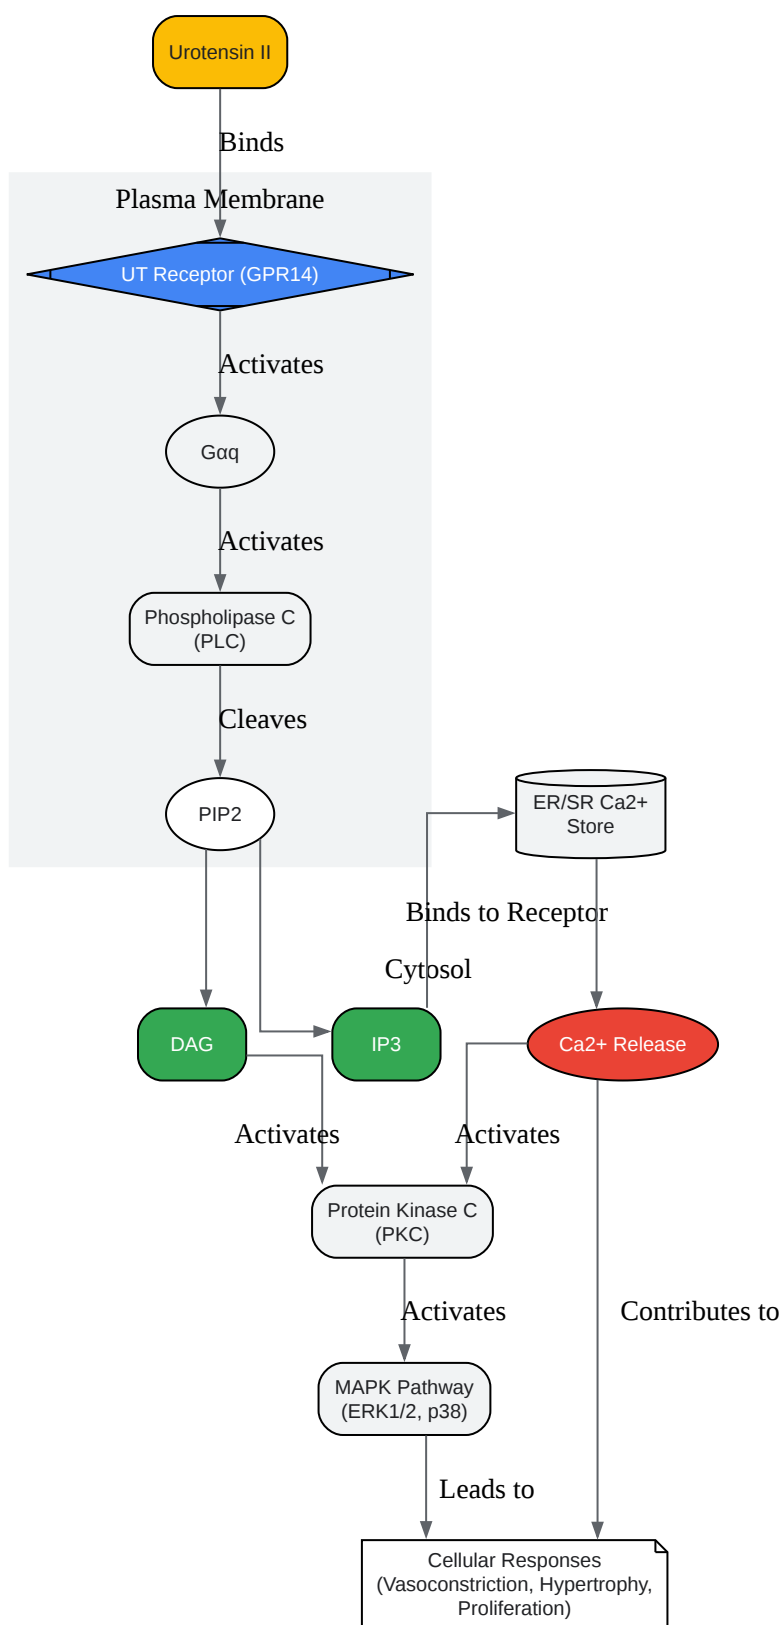 Urotensin II
Binds
Plasma Membrane
UT Receptor (GPR14)
Activates
Gαq
Activates
Phospholipase C
(PLC)
Cleaves
PIP2
ER/SR Ca2+
Store
Binds to Receptor
Cytosol
DAG
IP3
Ca2+ Release
Activates
Activates
Protein Kinase C
(PKC)
Activates
Contributes to
MAPK Pathway
(ERK1/2, p38)
Leads to
Cellular Responses
(Vasoconstriction, Hypertrophy,
Proliferation)